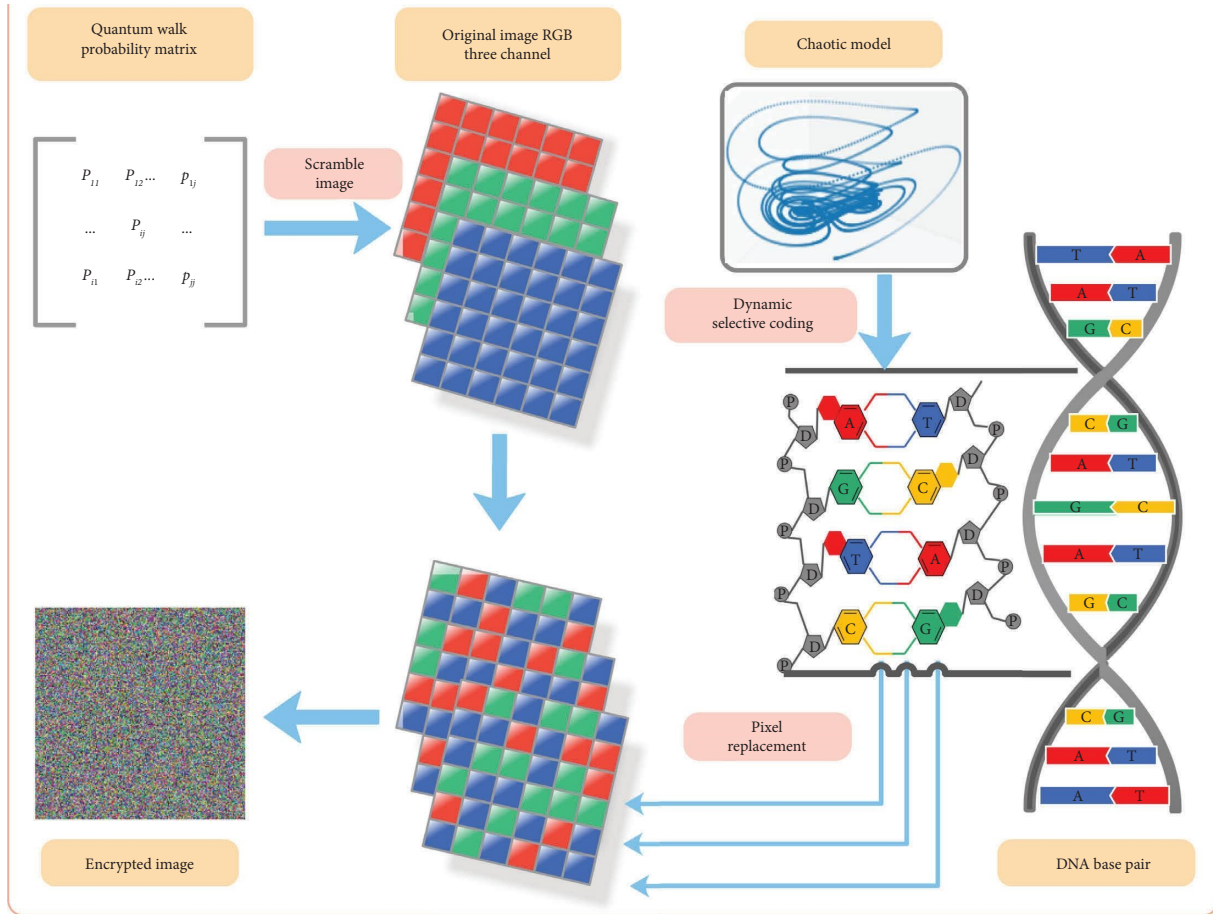 Quantum walk
probability matrix
Original image RGB
three channel
Chaotic model
P11 P12... p1j
... Pij ...
Pi1 Pi2... pjj
Scramble
image
Dynamic
selective coding
T A
A T
G C
C G
A T
G C
A T
G C
C G
A T
A T
P D A T D P
P D G C D P
P D T A D P
P D C G D P
P
Pixel
replacement
Encrypted image
DNA base pair